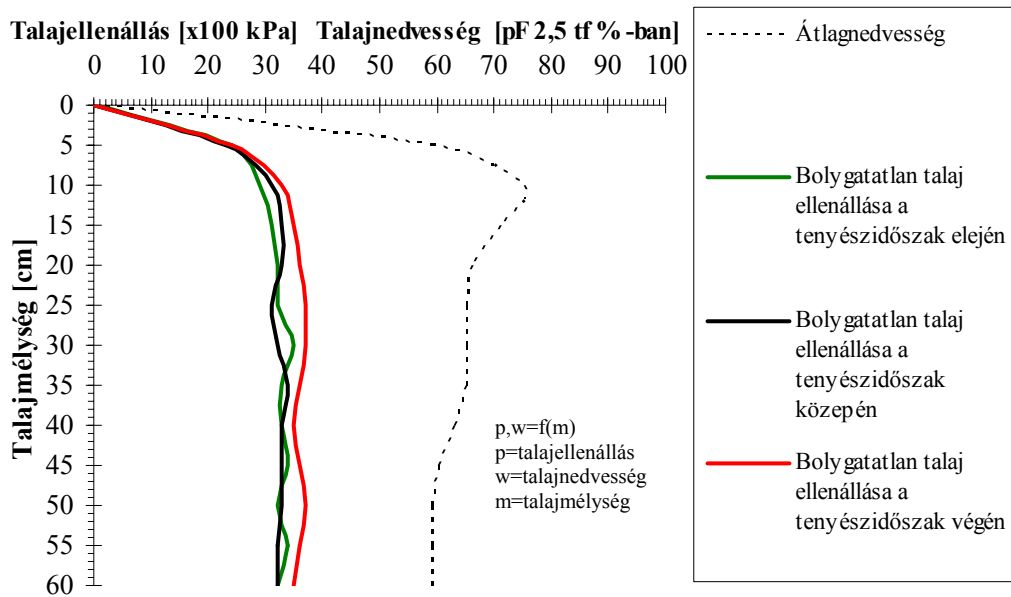 Talajellenállás [x100 kPa] Talajnedvesség [pF 2,5 tf %-ban]
0 10 20 30 40 50 60 70 80 90 100
0
5
10
15
20
25
30
35
40
45
50
55
60
Talajmélység [cm]
p,w=f(m)
p=talajellenállás
w=talajnedvesség
m=talajmélység
Átlagnedvesség
Bolygatatlan talaj
ellenállása a
tenyészidőszak elején
Bolygatatlan talaj
ellenállása a
tenyészidőszak
közepén
Bolygatatlan talaj
ellenállása a
tenyészidőszak végén